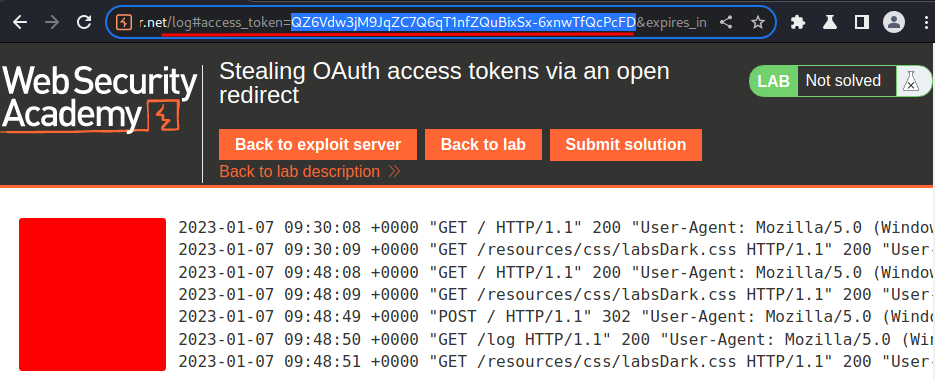 r.net/log#access_token=QZ6Vdw3jM9JqZC7Q6qT1nfZQuBixSx-6xnwTfQcPcFD&expires_in
WebSecurity
Academy
Stealing OAuth access tokens via an open
redirect
LAB Not solved
Back to exploit server Back to lab Submit solution
Back to lab description
2023-01-07 09:30:08 +0000 "GET / HTTP/1.1" 200 "User-Agent: Mozilla/5.0 (Window
2023-01-07 09:30:09 +0000 "GET /resources/css/labsDark.css HTTP/1.1" 200 "User-
2023-01-07 09:48:08 +0000 "GET / HTTP/1.1" 200 "User-Agent: Mozilla/5.0 (Window
2023-01-07 09:48:09 +0000 "GET /resources/css/labsDark.css HTTP/1.1" 200 "User-
2023-01-07 09:48:49 +0000 "POST / HTTP/1.1" 302 "User-Agent: Mozilla/5.0 (Windo
2023-01-07 09:48:50 +0000 "GET /log HTTP/1.1" 200 "User-Agent: Mozilla/5.0 (Win
2023-01-07 09:48:51 +0000 "GET /resources/css/labsDark.css HTTP/1.1" 200 "User-